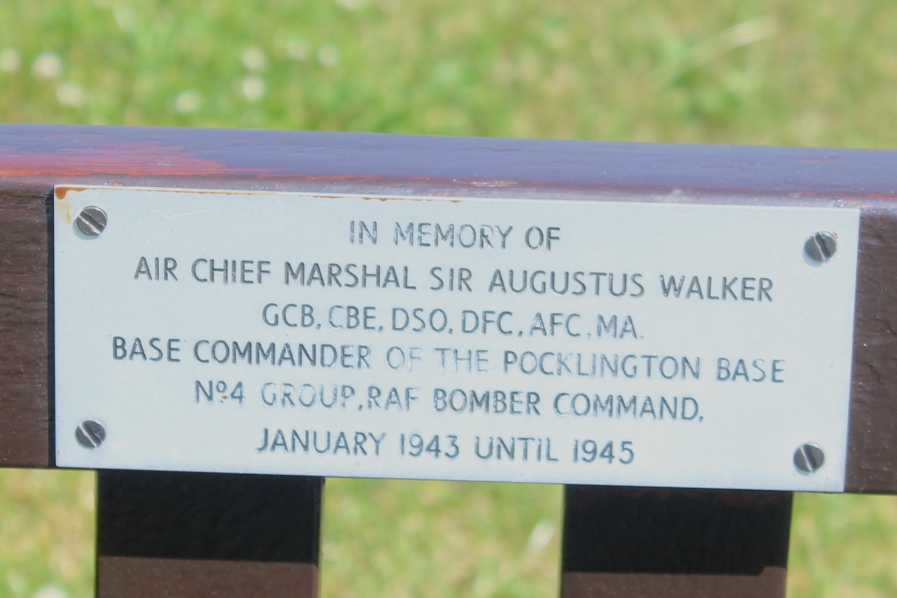 IN MEMORY OF
AIR CHIEF MARSHAL SIR AUGUSTUS WALKER
GCB, CBE, DSO, DFC, AFC, MA.
BASE COMMANDER OF THE POCKLINGTON BASE
Nº4 GROUP, RAF BOMBER COMMAND,
JANUARY 1943 UNTIL 1945